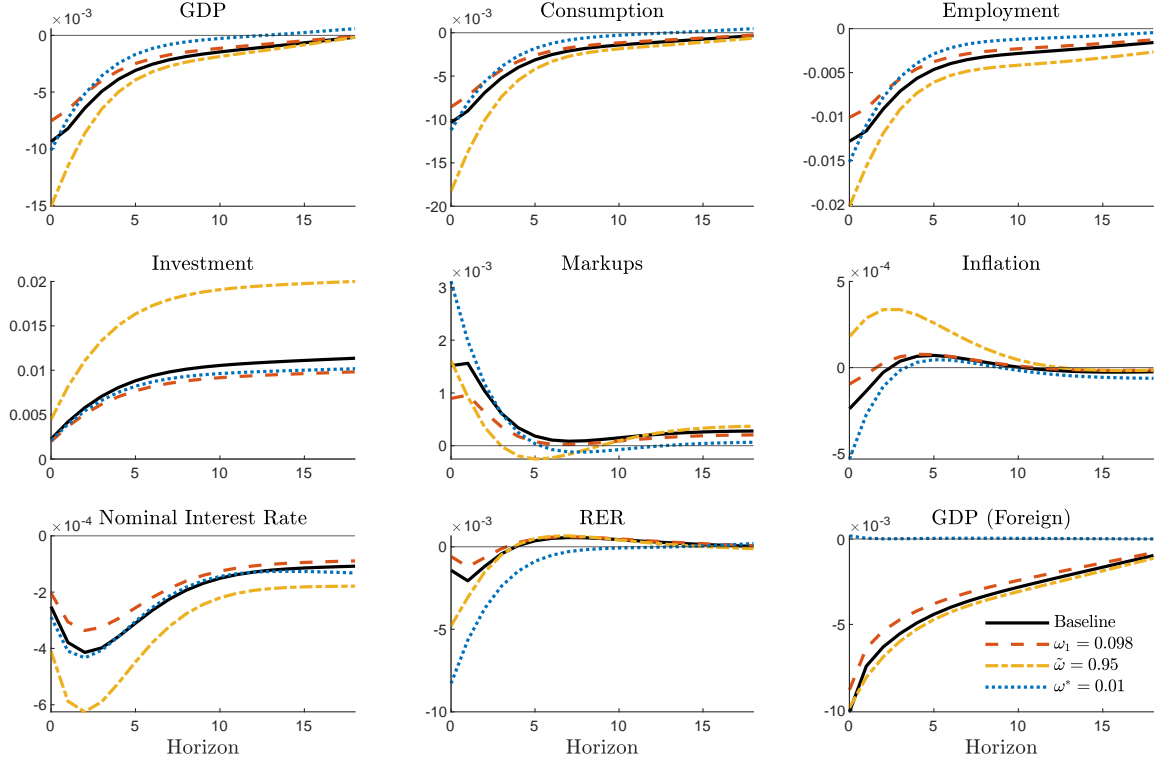 GDP
×10⁻³
0
-5
-10
-15
0 5 10 15
Consumption
×10⁻³
0
-5
-10
-15
-20
0 5 10 15
Employment
0
-0.005
-0.01
-0.015
-0.02
0 5 10 15
Investment
0.02
0.015
0.01
0.005
0
0 5 10 15
Markups
×10⁻³
3
2
1
0
0 5 10 15
Inflation
×10⁻⁴
5
0
-5
0 5 10 15
Nominal Interest Rate
×10⁻⁴
0
-2
-4
-6
0 5 10 15
Horizon
RER
×10⁻³
0
-5
-10
0 5 10 15
Horizon
GDP (Foreign)
×10⁻³
0
-5
-10
0 5 10 15
Horizon
Baseline
ω₁ = 0.098
ω̃ = 0.95
ω* = 0.01